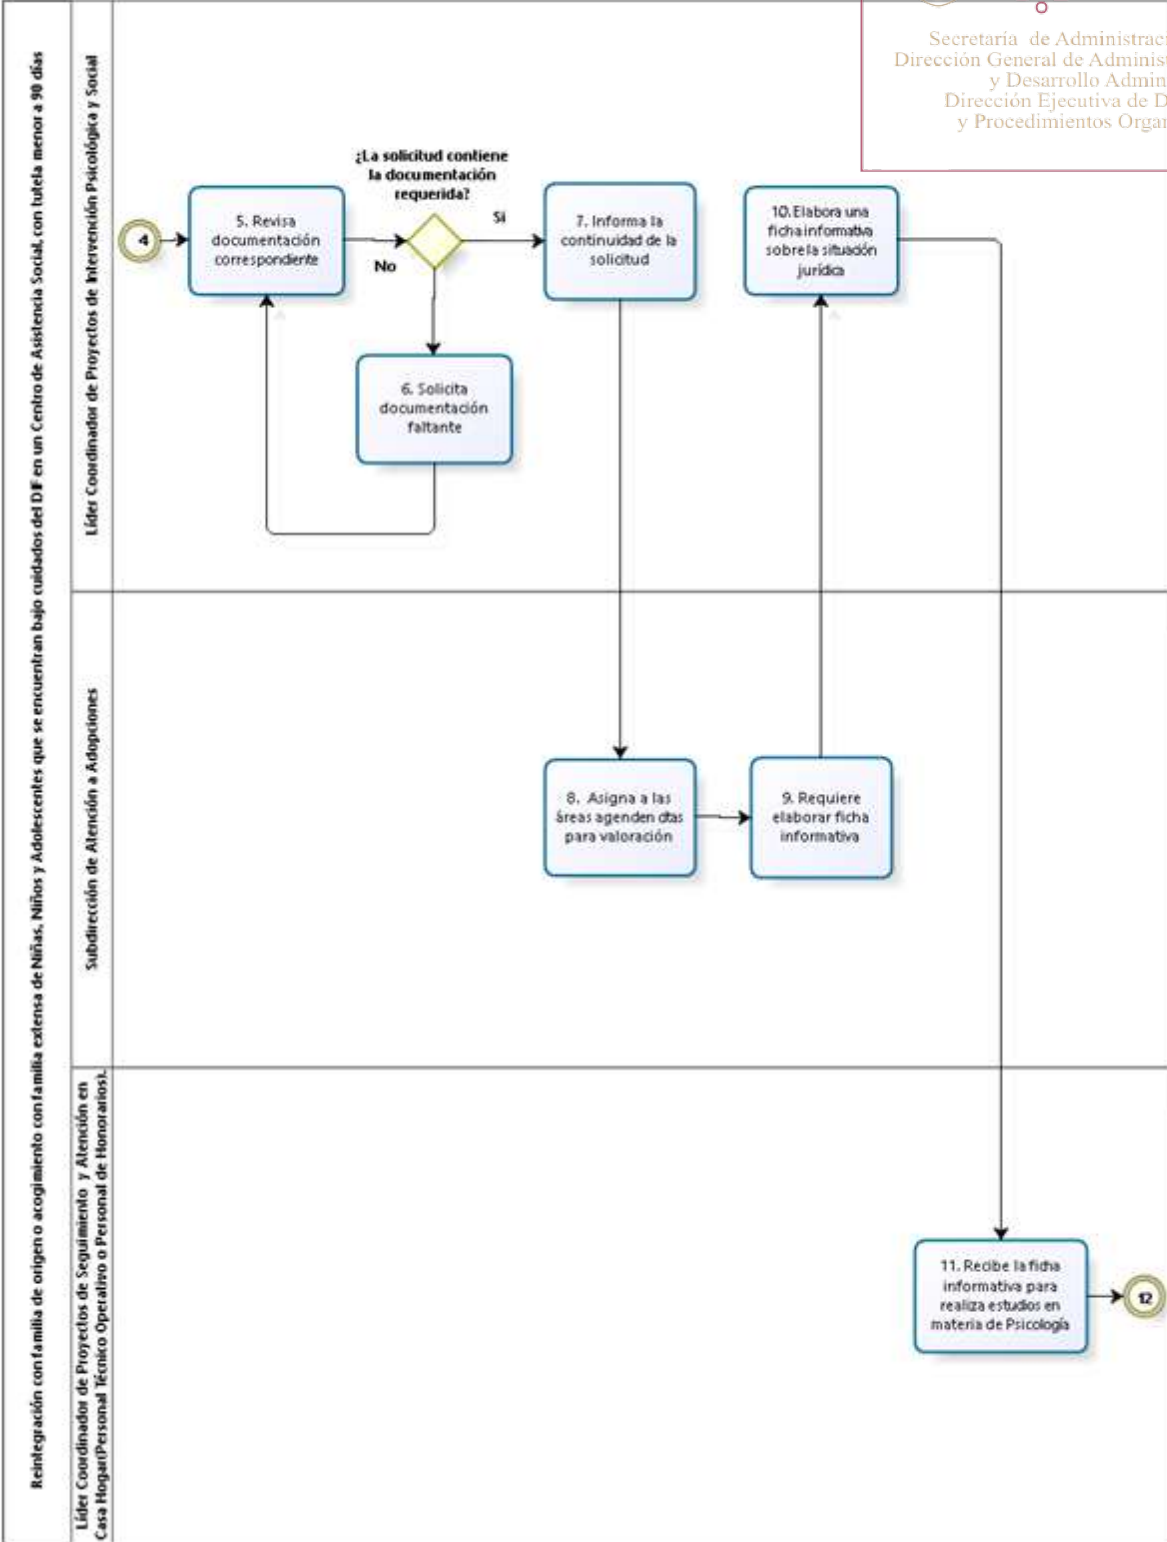 Secretaría de Administraci
Dirección General de Adminis
y Desarrollo Admin
Dirección Ejecutiva de D
y Procedimientos Organ
Reintegración con familia de origen o acogimiento con familia extensa de Niñas, Niños y Adolescentes que se encuentran bajo cuidados del DIF en un Centro de Asistencia Social, con tutela menor a 90 días
Líder Coordinador de Proyectos de Intervención Psicológica y Social
4
5. Revisa
documentación
correspondiente
¿La solicitud contiene
la documentación
requerida?
Si
No
6. Solicita
documentación
faltante
7. Informa la
continuidad de la
solicitud
10. Elabora una
ficha informativa
sobre la situación
jurídica
Subdirección de Atención a Adopciones
8. Asigna a las
áreas agenden citas
para valoración
9. Requiere
elaborar ficha
informativa
Líder Coordinador de Proyectos de Seguimiento y Atención en
Casa Hogar(Personal Técnico Operativo o Personal de Honorarios).
11. Recibe la ficha
informativa para
realiza estudios en
materia de Psicología
12